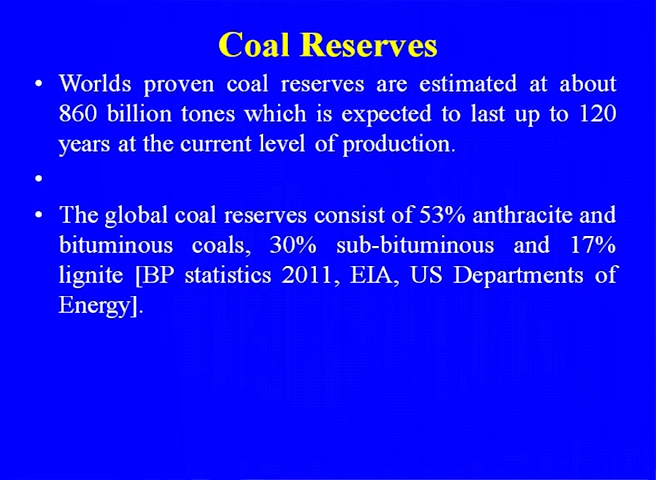 Coal Reserves
• Worlds proven coal reserves are estimated at about
860 billion tones which is expected to last up to 120
years at the current level of production.
•
• The global coal reserves consist of 53% anthracite and
bituminous coals, 30% sub-bituminous and 17%
lignite [BP statistics 2011, EIA, US Departments of
Energy].